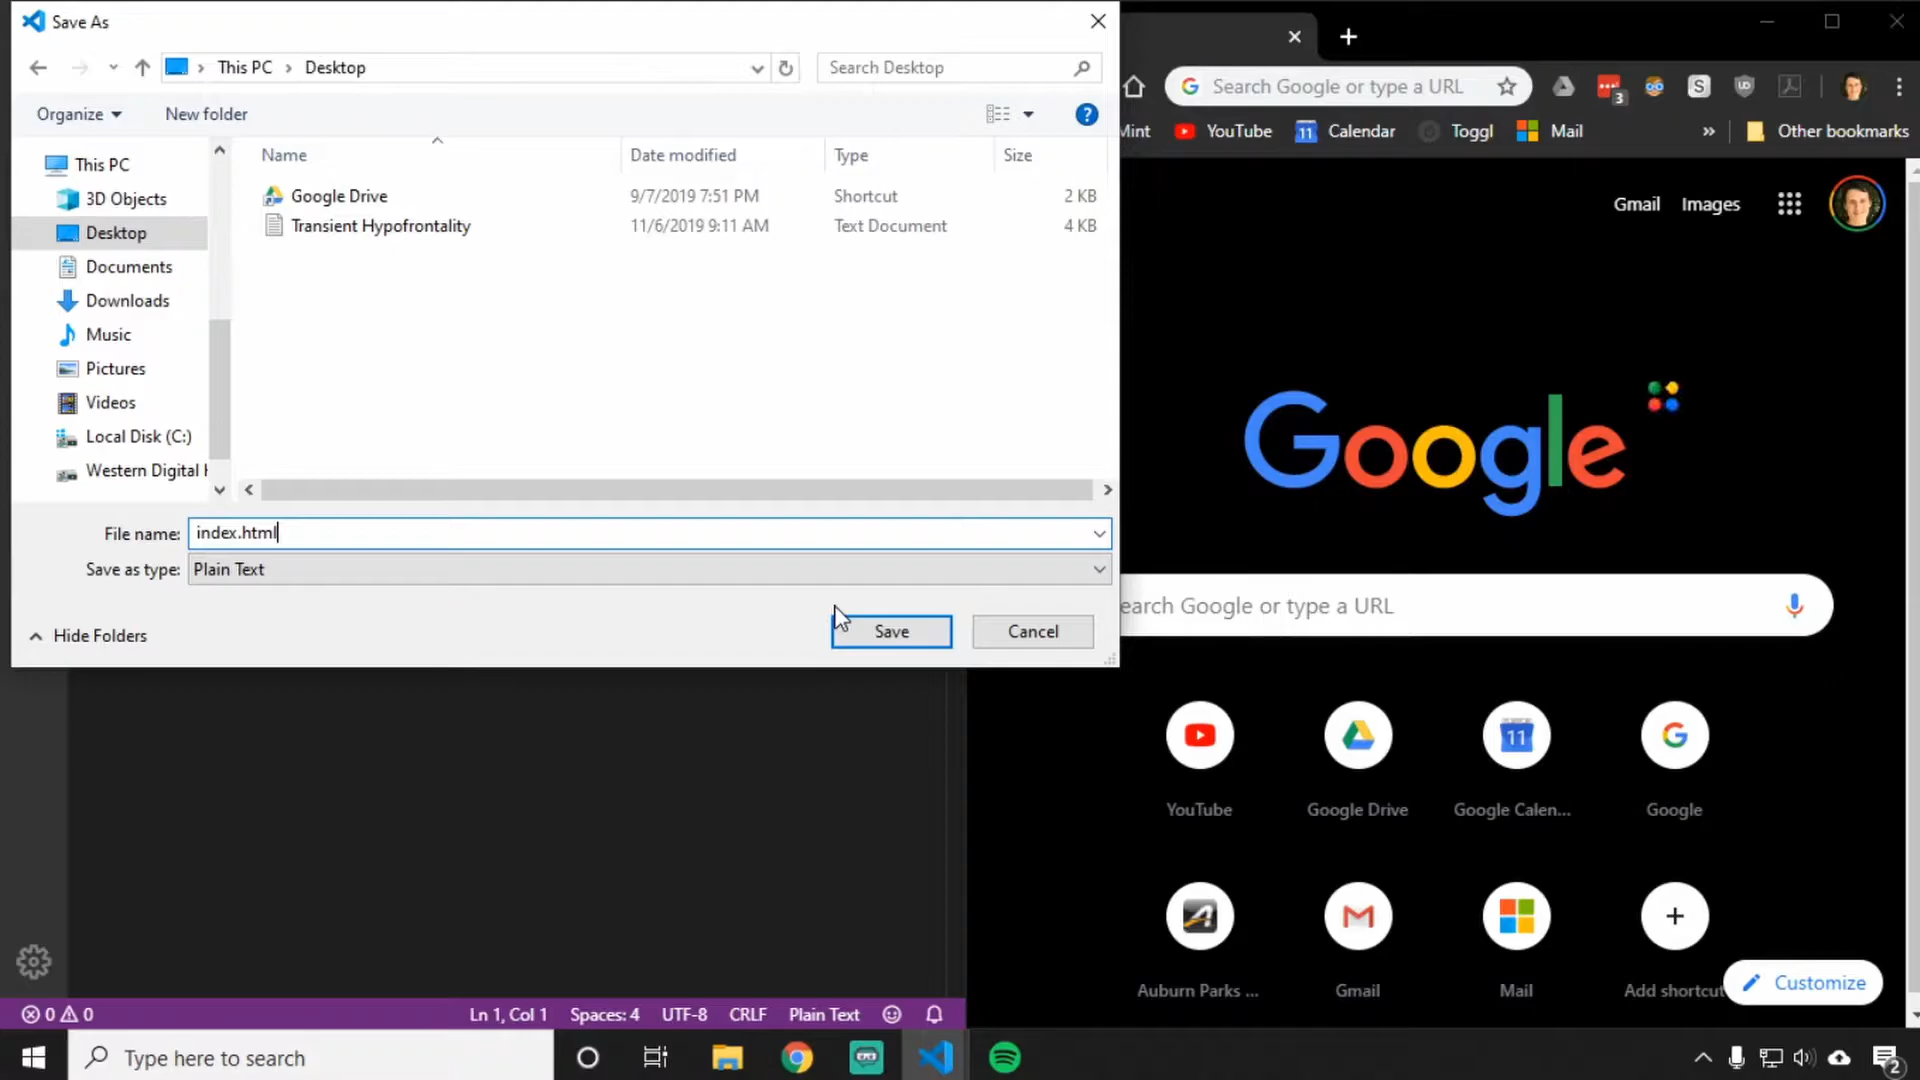 Save As
This PC > Desktop
Search Desktop
Search Google or type a URL
3
Organize
New folder
Mint
YouTube
11
Calendar
Toggl
Mail
»
Other bookmarks
Name
Date modified
Type
Size
This PC
3D Objects
Desktop
Documents
Downloads
Music
Pictures
Videos
Local Disk (C:)
Western Digital
Google Drive
9/7/2019 7:51 PM
Shortcut
2 KB
Transient Hypofrontality
11/6/2019 9:11 AM
Text Document
4 KB
Gmail
Images
Google
File name:
index.html
Save as type:
Plain Text
Save
Cancel
Hide Folders
earch Google or type a URL
11
YouTube
Google Drive
Google Calen...
Google
Auburn Parks ...
Gmail
Mail
Add shortcut
Customize
0
0
Ln 1, Col 1
Spaces: 4
UTF-8
CRLF
Plain Text
Type here to search
2